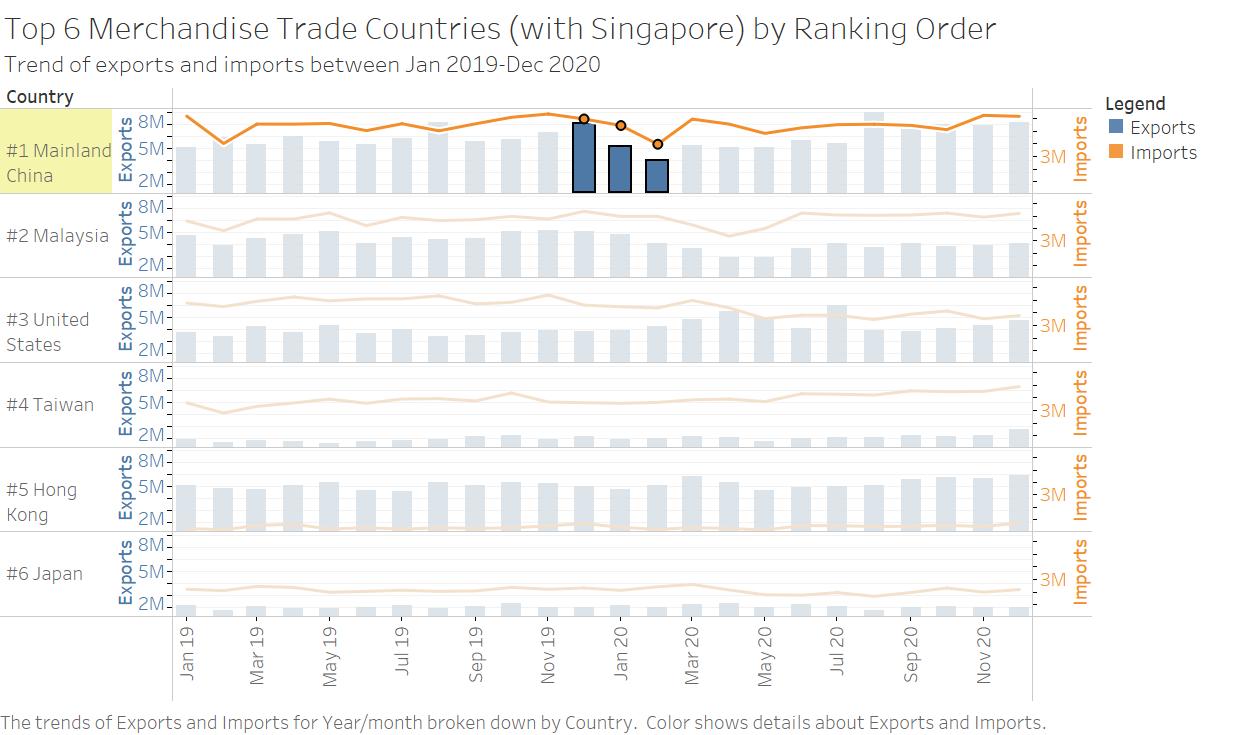 Top 6 Merchandise Trade Countries (with Singapore) by Ranking Order
Trend of exports and imports between Jan 2019-Dec 2020
Country
Legend
Exports
Imports
#1 Mainland
China
Exports
8M
5M
2M
3M
Imports
#2 Malaysia
Exports
8M
5M
2M
3M
Imports
#3 United
States
Exports
8M
5M
2M
3M
Imports
#4 Taiwan
Exports
8M
5M
2M
3M
Imports
#5 Hong
Kong
Exports
8M
5M
2M
3M
Imports
#6 Japan
Exports
8M
5M
2M
3M
Imports
Jan 19
Mar 19
May 19
Jul 19
Sep 19
Nov 19
Jan 20
Mar 20
May 20
Jul 20
Sep 20
Nov 20
The trends of Exports and Imports for Year/month broken down by Country.  Color shows details about Exports and Imports.